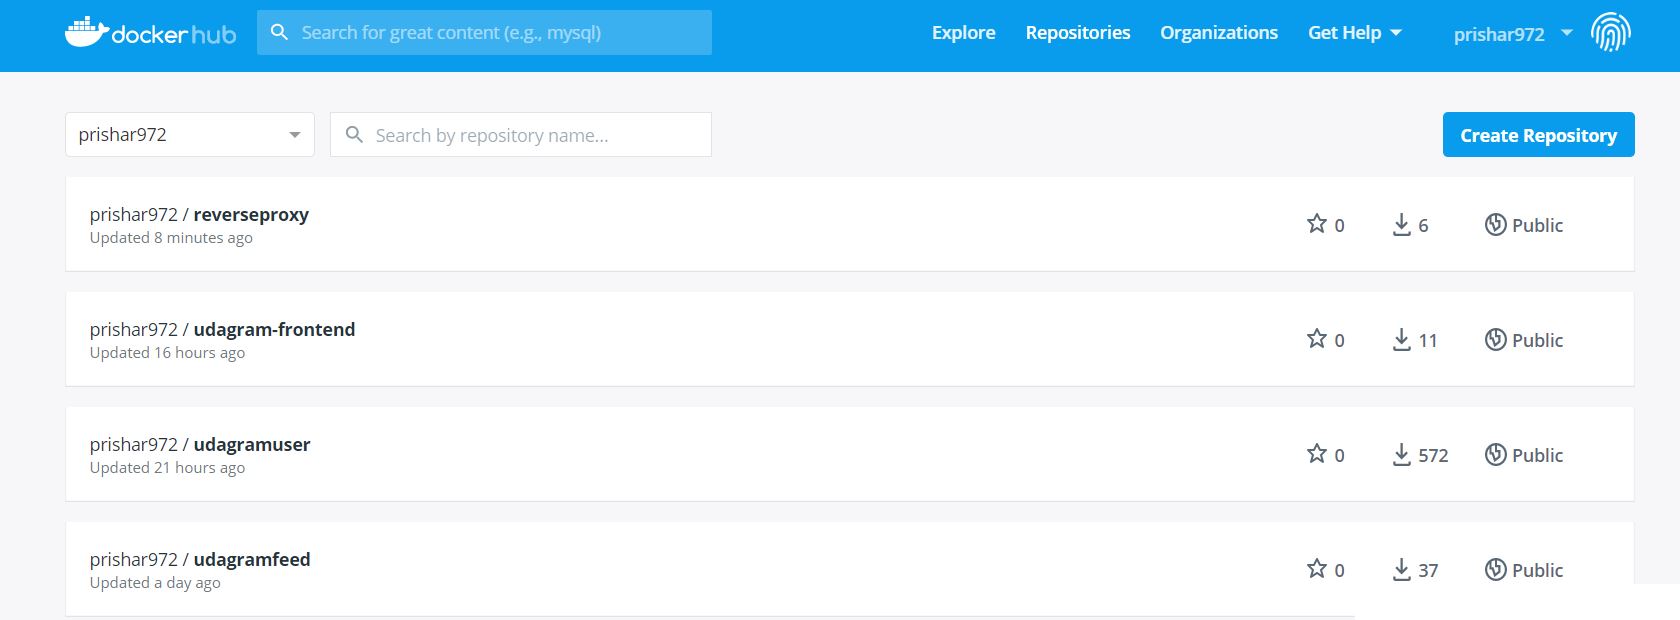 docker hub
Search for great content (e.g., mysql)
Explore
Repositories
Organizations
Get Help
prishar972
prishar972
Search by repository name...
Create Repository
prishar972 / reverseproxy
Updated 8 minutes ago
0
6
Public
prishar972 / udagram-frontend
Updated 16 hours ago
0
11
Public
prishar972 / udagramuser
Updated 21 hours ago
0
572
Public
prishar972 / udagramfeed
Updated a day ago
0
37
Public